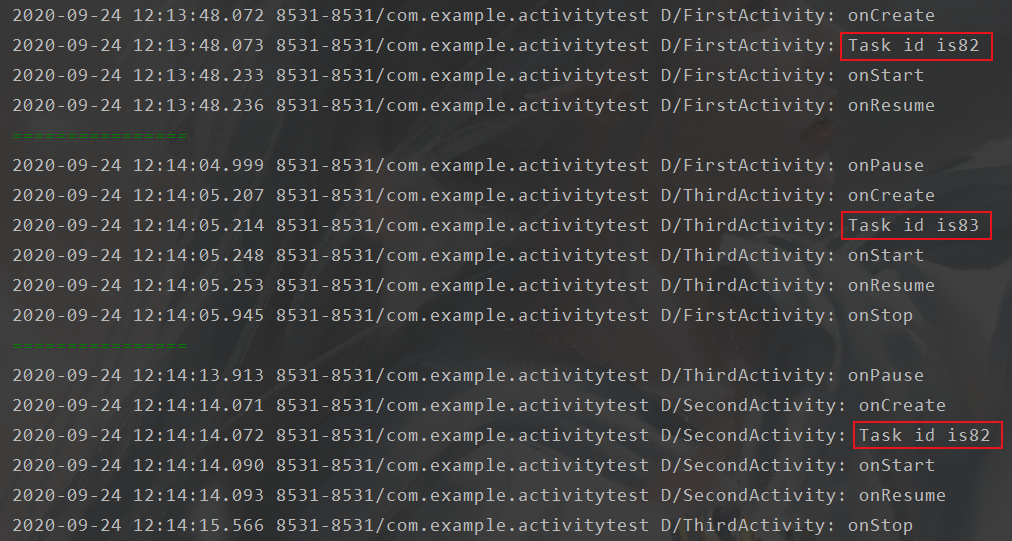 2020-09-24 12:13:48.072 8531-8531/com.example.activitytest D/FirstActivity: onCreate
2020-09-24 12:13:48.073 8531-8531/com.example.activitytest D/FirstActivity: Task id is82
2020-09-24 12:13:48.233 8531-8531/com.example.activitytest D/FirstActivity: onStart
2020-09-24 12:13:48.236 8531-8531/com.example.activitytest D/FirstActivity: onResume
================
2020-09-24 12:14:04.999 8531-8531/com.example.activitytest D/FirstActivity: onPause
2020-09-24 12:14:05.207 8531-8531/com.example.activitytest D/ThirdActivity: onCreate
2020-09-24 12:14:05.214 8531-8531/com.example.activitytest D/ThirdActivity: Task id is83
2020-09-24 12:14:05.248 8531-8531/com.example.activitytest D/ThirdActivity: onStart
2020-09-24 12:14:05.253 8531-8531/com.example.activitytest D/ThirdActivity: onResume
2020-09-24 12:14:05.945 8531-8531/com.example.activitytest D/FirstActivity: onStop
================
2020-09-24 12:14:13.913 8531-8531/com.example.activitytest D/ThirdActivity: onPause
2020-09-24 12:14:14.071 8531-8531/com.example.activitytest D/SecondActivity: onCreate
2020-09-24 12:14:14.072 8531-8531/com.example.activitytest D/SecondActivity: Task id is82
2020-09-24 12:14:14.090 8531-8531/com.example.activitytest D/SecondActivity: onStart
2020-09-24 12:14:14.093 8531-8531/com.example.activitytest D/SecondActivity: onResume
2020-09-24 12:14:15.566 8531-8531/com.example.activitytest D/ThirdActivity: onStop